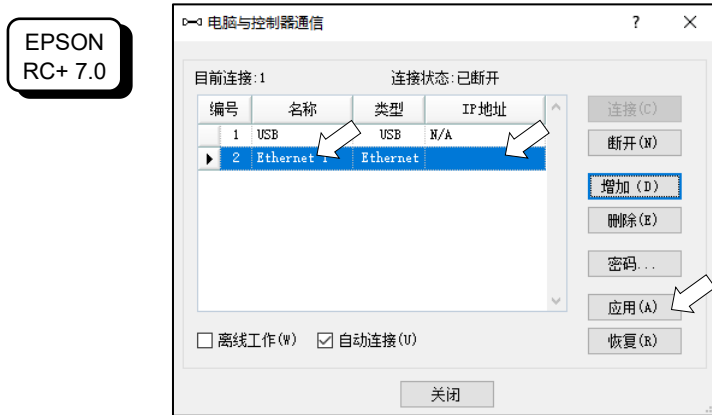 EPSON
RC+ 7.0
电脑与控制器通信
目前连接:1 连接状态:已断开
编号 名称 类型 IP地址
1 USB USB N/A
2 Ethernet 1 Ethernet
连接(C)
断开(N)
增加 (D)
删除(E)
密码...
应用(A)
恢复(R)
离线工作(W) 自动连接(U)
关闭